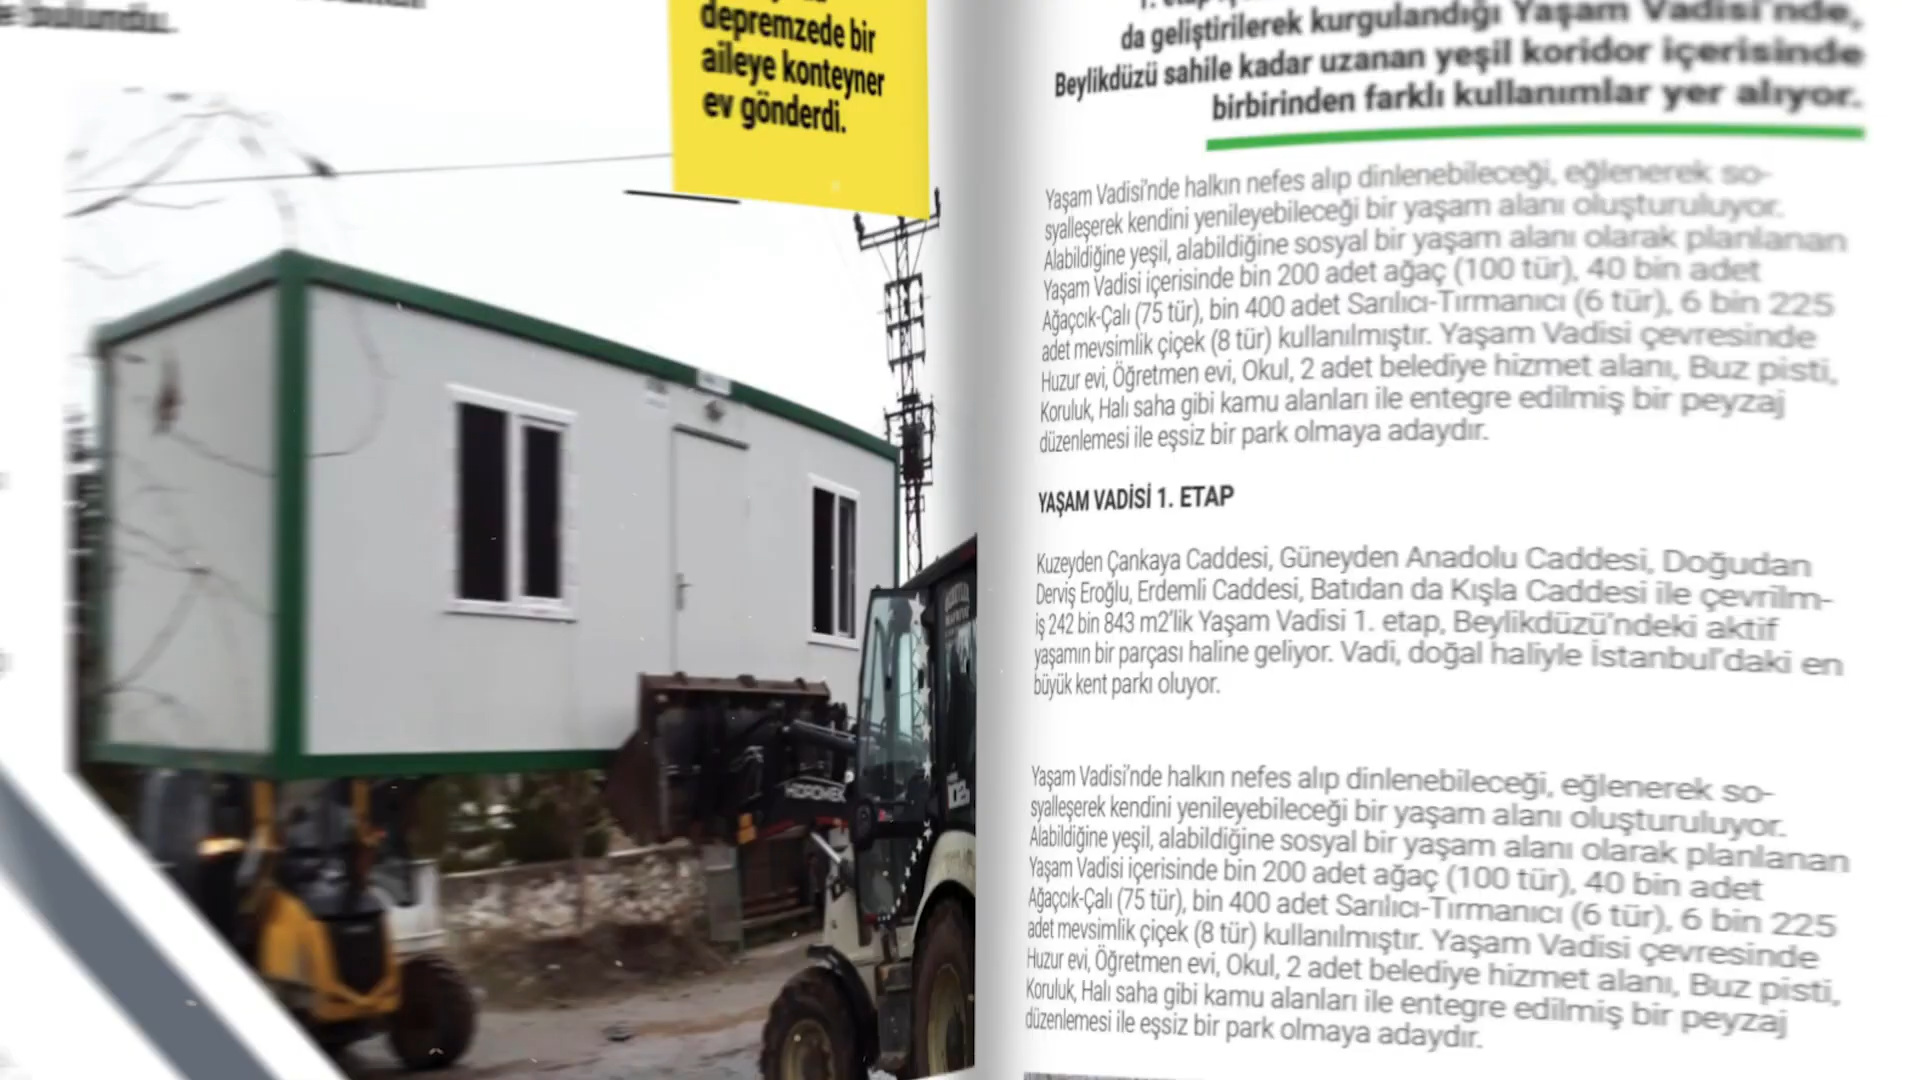 depremzede bir
aileye konteyner
ev gönderdi.
HİDROMEK
da geliştirilerek kurgulandığı Yaşam Vadisi'nde,
Beylikdüzü sahile kadar uzanan yeşil koridor içerisinde
birbirinden farklı kullanımlar yer alıyor.
Yaşam Vadisi'nde halkın nefes alıp dinlenebileceği, eğlenerek so-
syalleşerek kendini yenileyebileceği bir yaşam alanı oluşturuluyor.
Alabildiğine yeşil, alabildiğine sosyal bir yaşam alanı olarak planlanan
Yaşam Vadisi içerisinde bin 200 adet ağaç (100 tür), 40 bin adet
Ağaçcık-Çalı (75 tür), bin 400 adet Sarılıcı-Tırmanıcı (6 tür), 6 bin 225
adet mevsimlik çiçek (8 tür) kullanılmıştır. Yaşam Vadisi çevresinde
Huzur evi, Öğretmen evi, Okul, 2 adet belediye hizmet alanı, Buz pisti,
Koruluk, Halı saha gibi kamu alanları ile entegre edilmiş bir peyzaj
düzenlemesi ile eşsiz bir park olmaya adaydır.
YAŞAM VADİSİ 1. ETAP
Kuzeyden Çankaya Caddesi, Güneyden Anadolu Caddesi, Doğudan
Derviş Eroğlu, Erdemli Caddesi, Batıdan da Kışla Caddesi ile çevrilm-
iş 242 bin 843 m2'lik Yaşam Vadisi 1. etap, Beylikdüzü'ndeki aktif
yaşamın bir parçası haline geliyor. Vadi, doğal haliyle İstanbul'daki en
büyük kent parkı oluyor.
Yaşam Vadisi'nde halkın nefes alıp dinlenebileceği, eğlenerek so-
syalleşerek kendini yenileyebileceği bir yaşam alanı oluşturuluyor.
Alabildiğine yeşil, alabildiğine sosyal bir yaşam alanı olarak planlanan
Yaşam Vadisi içerisinde bin 200 adet ağaç (100 tür), 40 bin adet
Ağaçcık-Çalı (75 tür), bin 400 adet Sarılıcı-Tırmanıcı (6 tür), 6 bin 225
adet mevsimlik çiçek (8 tür) kullanılmıştır. Yaşam Vadisi çevresinde
Huzur evi, Öğretmen evi, Okul, 2 adet belediye hizmet alanı, Buz pisti,
Koruluk, Halı saha gibi kamu alanları ile entegre edilmiş bir peyzaj
düzenlemesi ile eşsiz bir park olmaya adaydır.